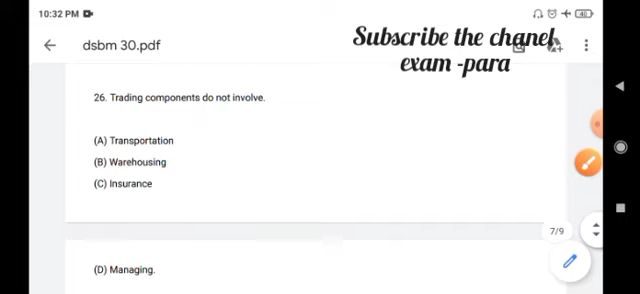 10:32 PM
40
dsbm 30.pdf
Subscribe the chanel
exam -para
26. Trading components do not involve.
(A) Transportation
(B) Warehousing
(C) Insurance
7/9
(D) Managing.